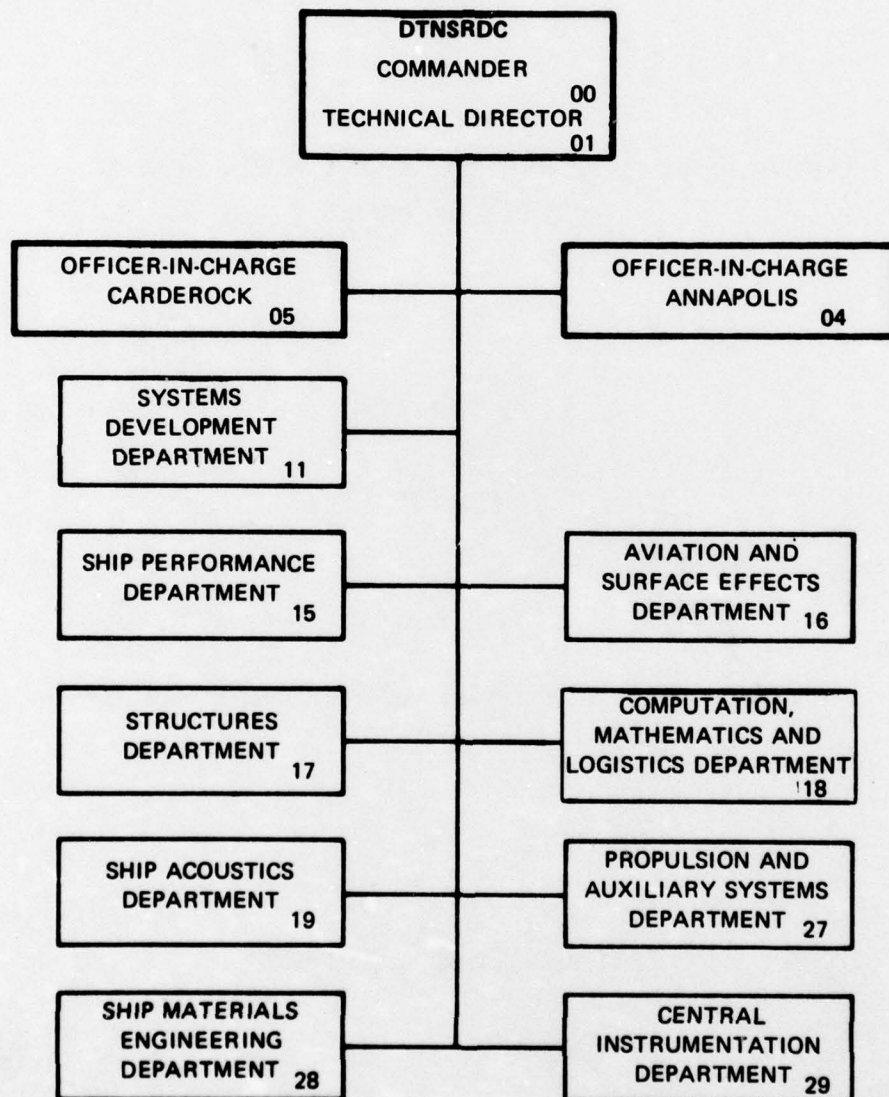 DTNSRDC
COMMANDER
00
TECHNICAL DIRECTOR
01
OFFICER-IN-CHARGE
CARDEROCK
05
OFFICER-IN-CHARGE
ANNAPOLIS
04
SYSTEMS
DEVELOPMENT
DEPARTMENT 11
SHIP PERFORMANCE
DEPARTMENT
15
AVIATION AND
SURFACE EFFECTS
DEPARTMENT 16
STRUCTURES
DEPARTMENT
17
COMPUTATION,
MATHEMATICS AND
LOGISTICS DEPARTMENT
18
SHIP ACOUSTICS
DEPARTMENT
19
PROPULSION AND
AUXILIARY SYSTEMS
DEPARTMENT 27
SHIP MATERIALS
ENGINEERING
DEPARTMENT 28
CENTRAL
INSTRUMENTATION
DEPARTMENT 29